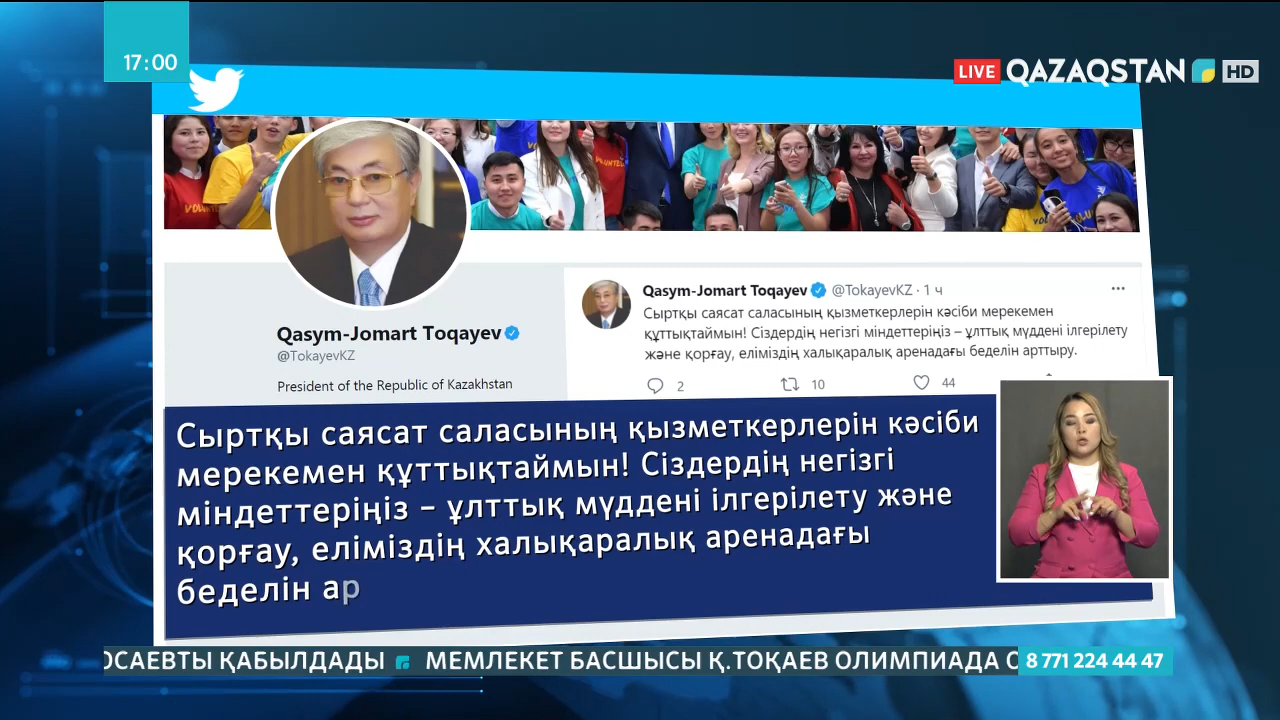 17:00
LIVE QAZAQSTAN HD
Qasym-Jomart Toqayev
@TokayevKZ
President of the Republic of Kazakhstan
Qasym-Jomart Toqayev @TokayevKZ · 1 ч
Сыртқы саясат саласының қызметкерлерін кәсіби мерекемен
құттықтаймын! Сіздердің негізгі міндеттеріңіз – ұлттық мүддені ілгерілету
және қорғау, еліміздің халықаралық аренадағы беделін арттыру.
2 10 44
Сыртқы саясат саласының қызметкерлерін кәсіби
мерекемен құттықтаймын! Сіздердің негізгі
міндеттеріңіз – ұлттық мүддені ілгерілету және
қорғау, еліміздің халықаралық аренадағы
беделін ар
ОСАЕВТЫ ҚАБЫЛДАДЫ МЕМЛЕКЕТ БАСШЫСЫ Қ.ТОҚАЕВ ОЛИМПИАДА 8 771 224 44 47